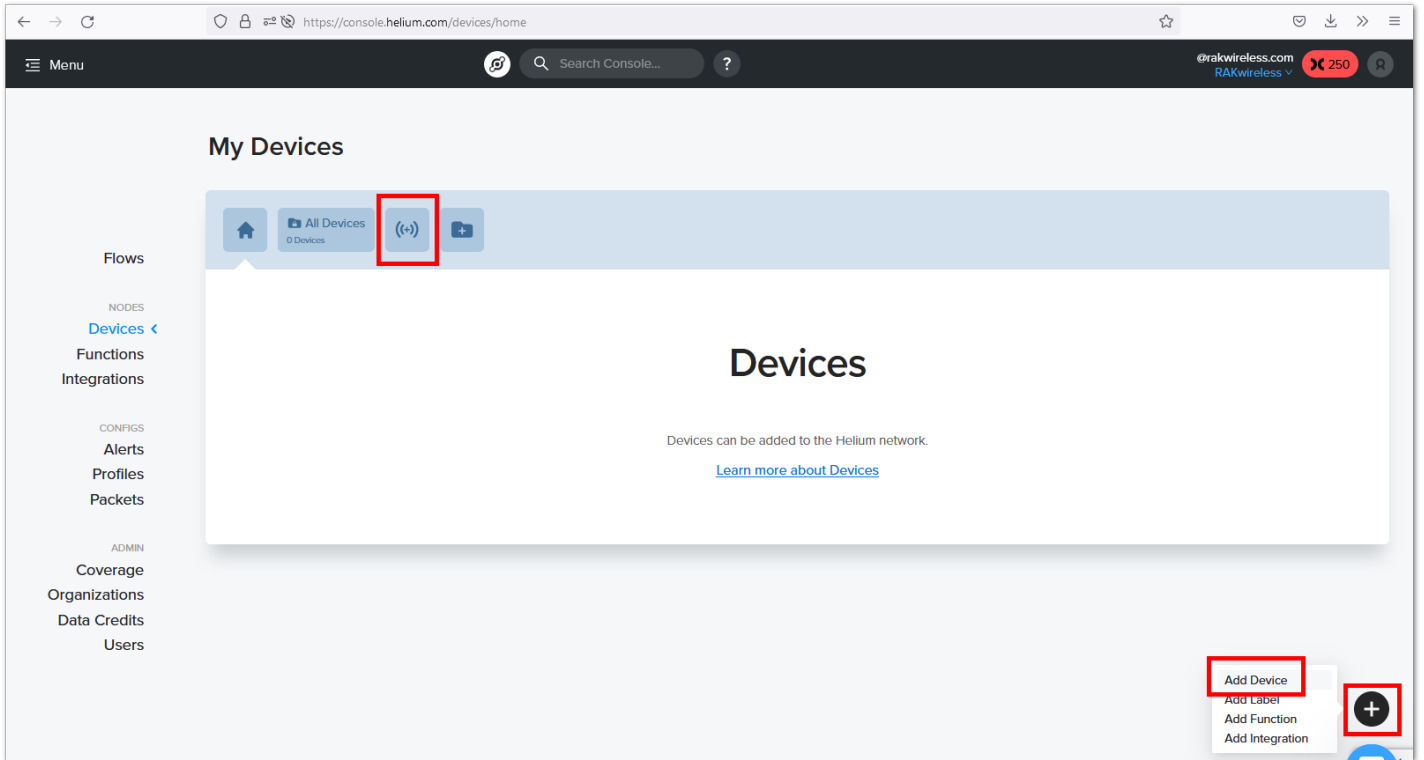 https://console.helium.com/devices/home
Menu
Search Console...
?
@rakwireless.com
RAKwireless
250
My Devices
All Devices
0 Devices
Flows
NODES
Devices
Functions
Integrations
CONFIGS
Alerts
Profiles
Packets
ADMIN
Coverage
Organizations
Data Credits
Users
Devices
Devices can be added to the Helium network.
Learn more about Devices
Add Device
Add Label
Add Function
Add Integration